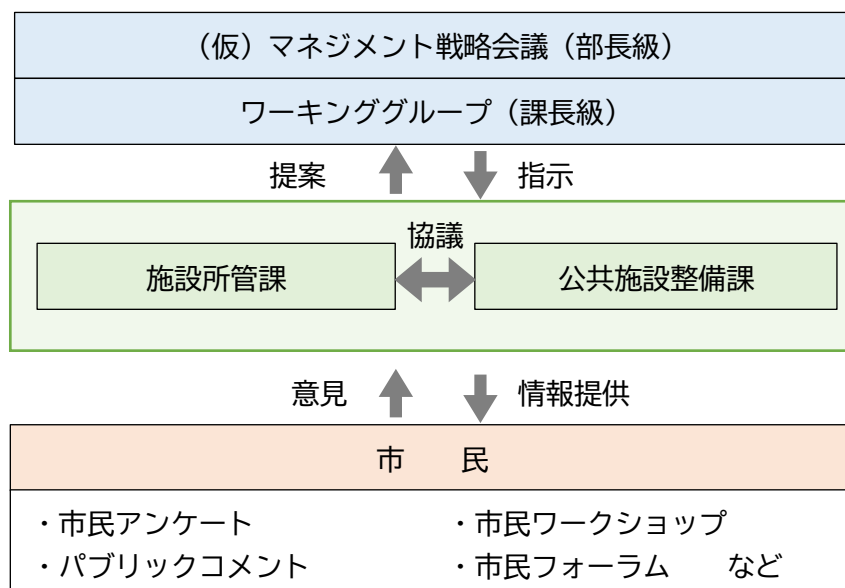 （仮）マネジメント戦略会議（部長級）
ワーキンググループ（課長級）
提案 指示
協議
施設所管課 公共施設整備課
意見 情報提供
市　民
・市民アンケート ・市民ワークショップ
・パブリックコメント ・市民フォーラム　など